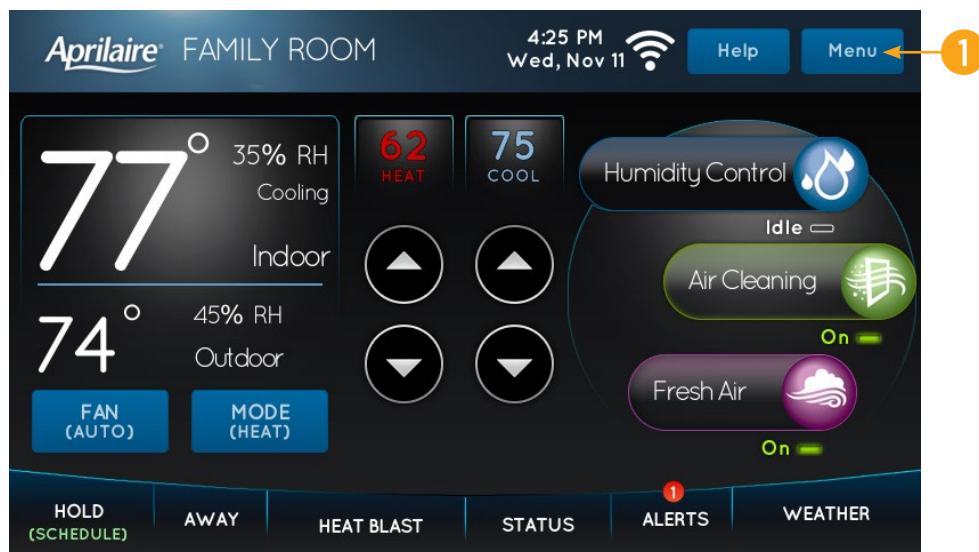 Aprilaire® FAMILY ROOM
4:25 PM
Wed, Nov 11
Help
Menu
1
77° 35% RH
Cooling
Indoor
74° 45% RH
Outdoor
62
HEAT
75
COOL
Humidity Control
Idle
Air Cleaning
On
Fresh Air
On
FAN
(AUTO)
MODE
(HEAT)
HOLD
(SCHEDULE)
AWAY
HEAT BLAST
STATUS
1
ALERTS
WEATHER